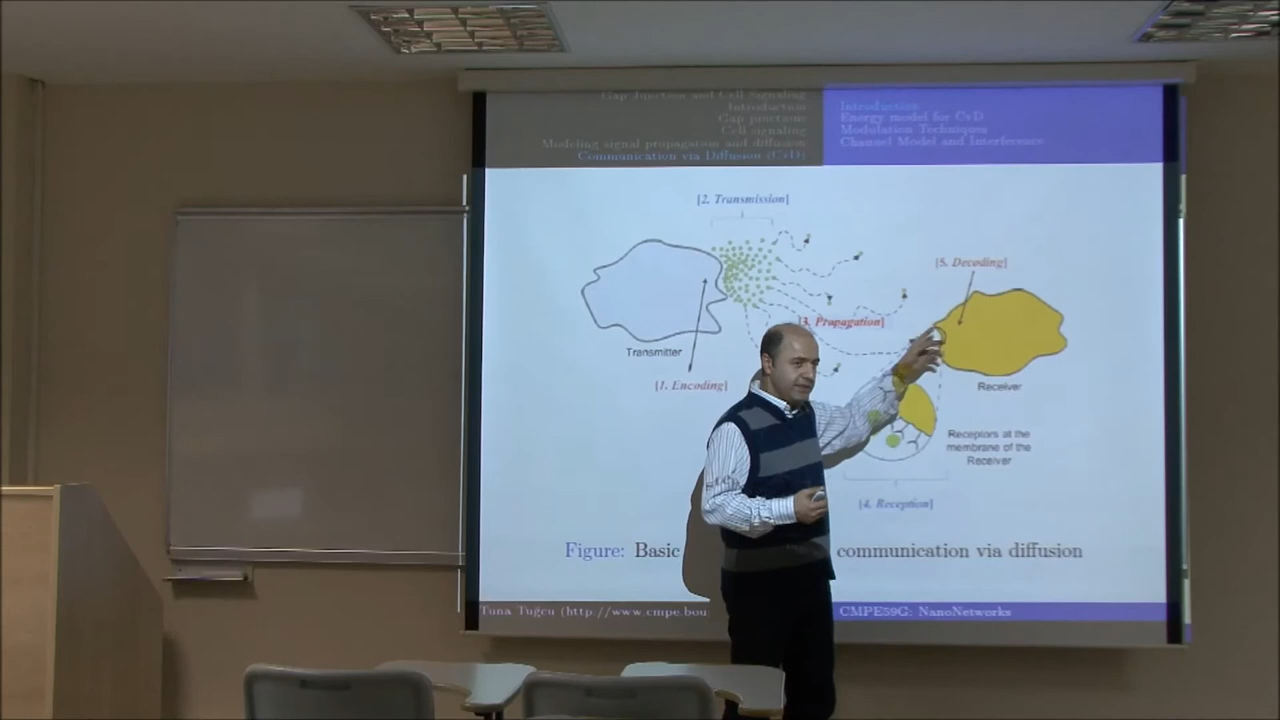 Gap Junction and Cell Signaling
Introduction
Gap junctions
Cell signaling
Modeling signal propagation and diffusion
Communication via Diffusion (CvD)
Introduction
Energy model for CvD
Modulation Techniques
Channel Model and Interference
[2. Transmission]
[5. Decoding]
[3. Propagation]
Transmitter
[1. Encoding]
Receiver
Receptors at the
membrane of the
Receiver
[4. Reception]
Figure: Basic communication via diffusion
Tuna Tuğcu (http://www.cmpe.bou
CMPE59G: NanoNetworks